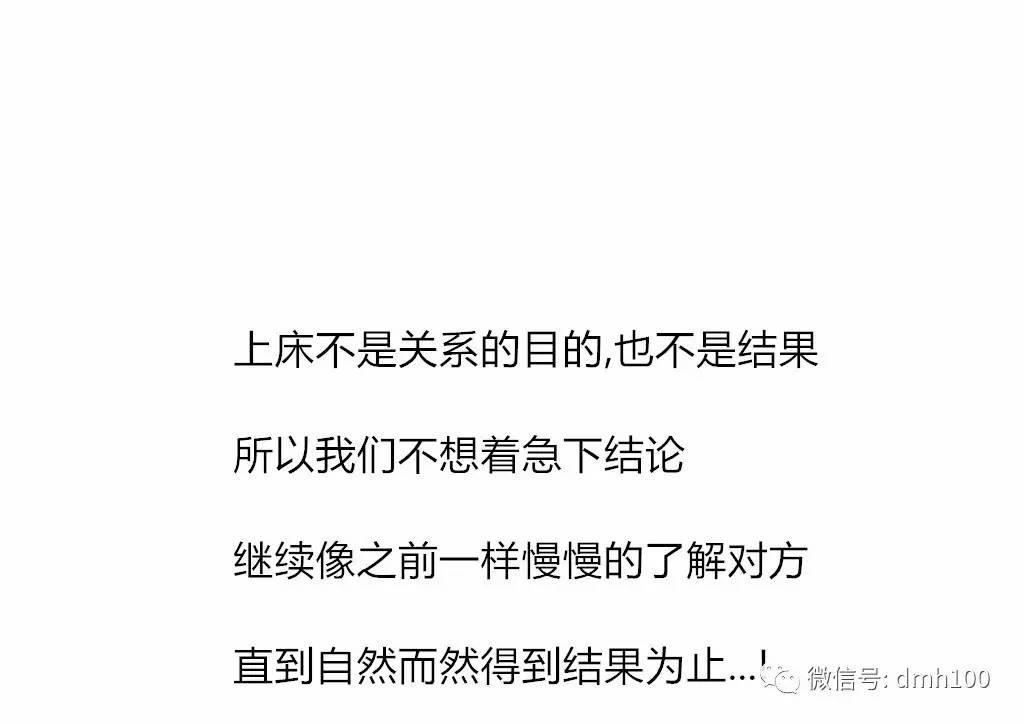 上床不是关系的目的,也不是结果
所以我们不想着急下结论
继续像之前一样慢慢的了解对方
直到自然而然得到结果为止...!
微信号: dmh100